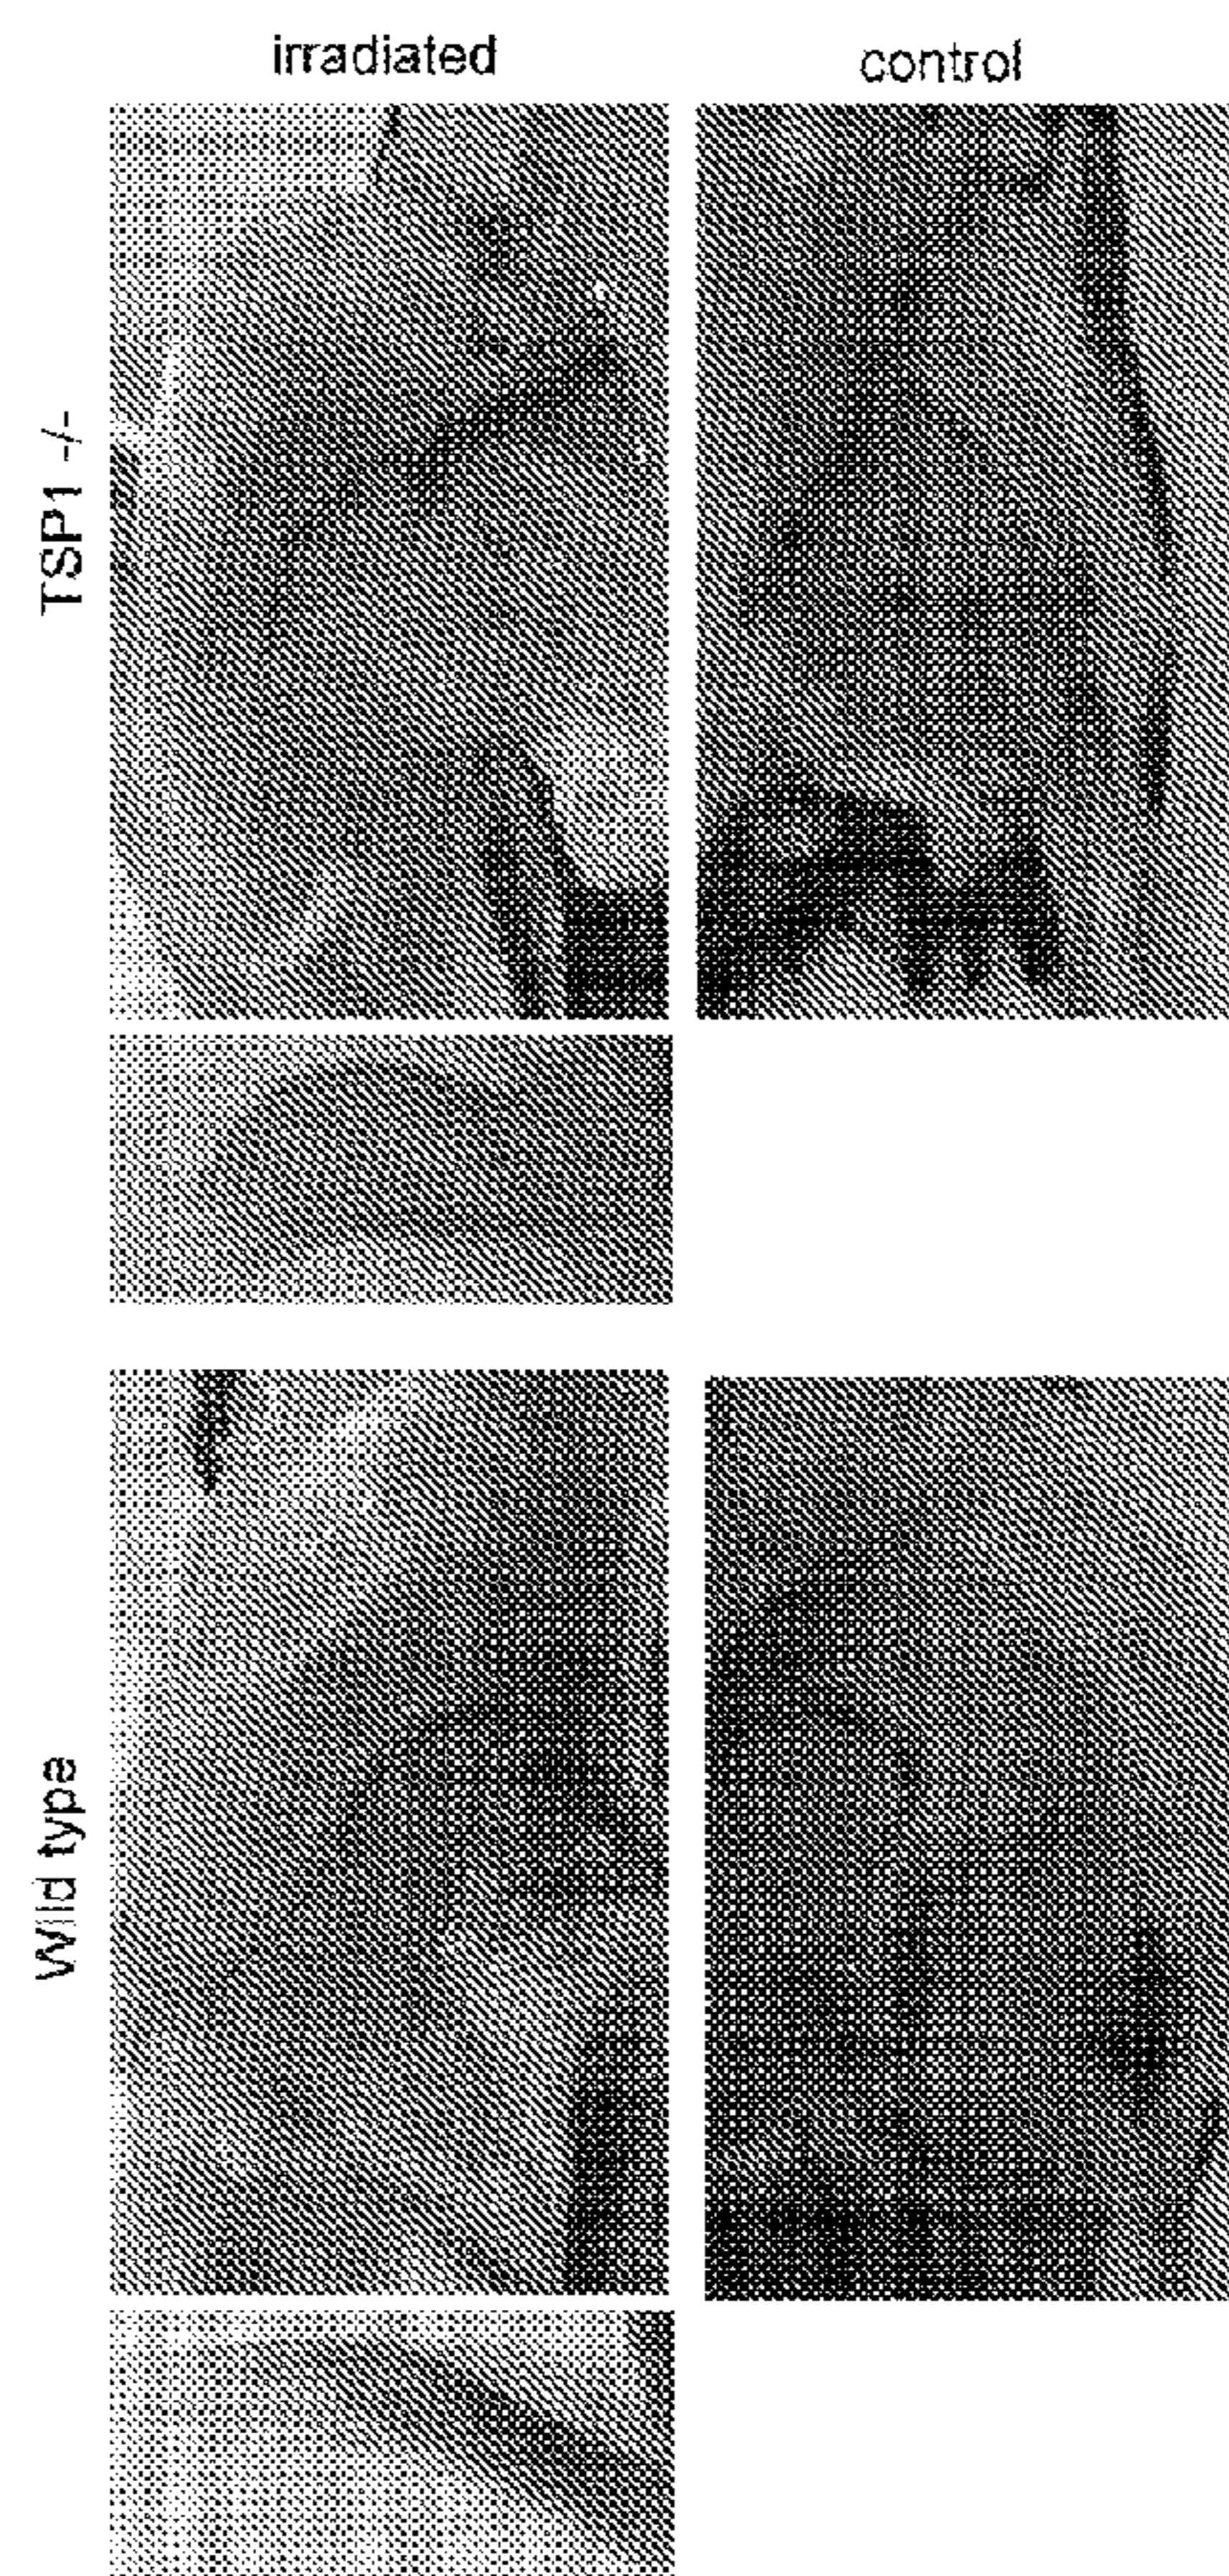 irradiated
control
TSP1 -/-
Wild type